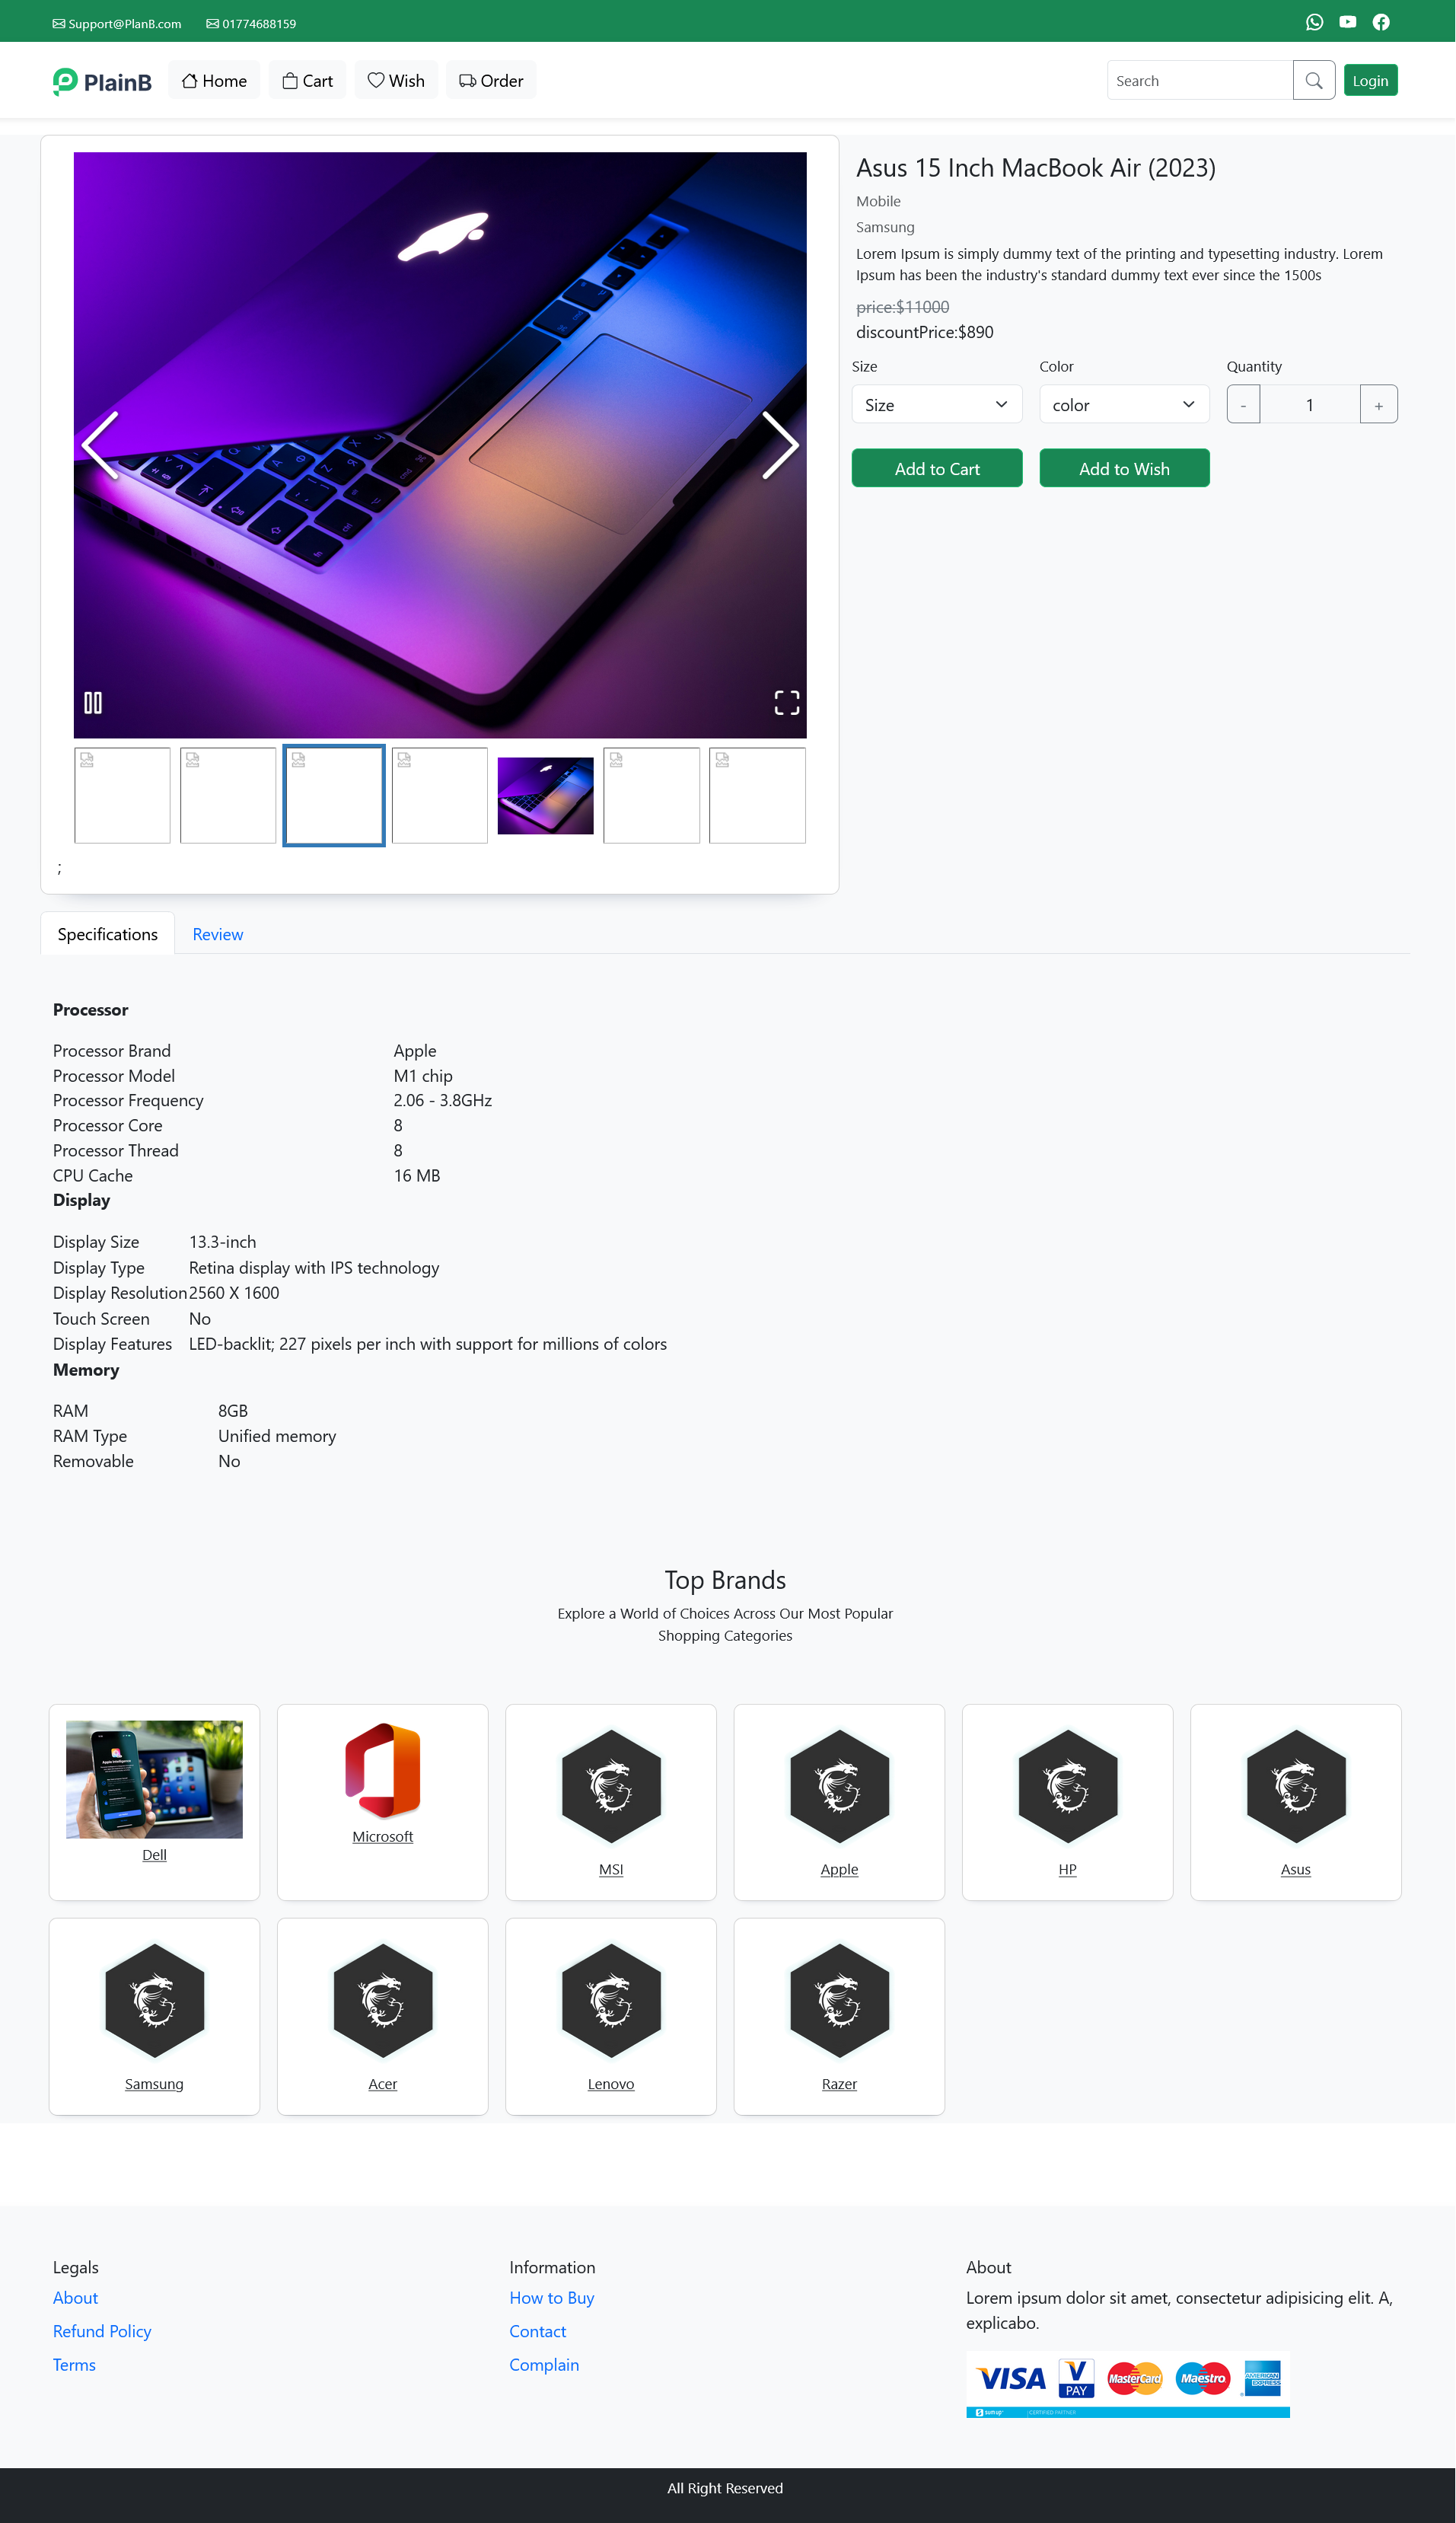 Support@PlanB.com 01774688159
PlainB Home Cart Wish Order Search Login
Asus 15 Inch MacBook Air (2023)
Mobile
Samsung
Lorem Ipsum is simply dummy text of the printing and typesetting industry. Lorem
Ipsum has been the industry's standard dummy text ever since the 1500s
price:$11000
discountPrice:$890
Size Color Quantity
Size color - 1 +
Add to Cart Add to Wish
;
Specifications Review
Processor
Processor Brand Apple
Processor Model M1 chip
Processor Frequency 2.06 - 3.8GHz
Processor Core 8
Processor Thread 8
CPU Cache 16 MB
Display
Display Size 13.3-inch
Display Type Retina display with IPS technology
Display Resolution 2560 X 1600
Touch Screen No
Display Features LED-backlit; 227 pixels per inch with support for millions of colors
Memory
RAM 8GB
RAM Type Unified memory
Removable No
Top Brands
Explore a World of Choices Across Our Most Popular
Shopping Categories
Dell
Microsoft
MSI
Apple
HP
Asus
Samsung
Acer
Lenovo
Razer
Legals
About
Refund Policy
Terms
Information
How to Buy
Contact
Complain
About
Lorem ipsum dolor sit amet, consectetur adipisicing elit. A,
explicabo.
VISA V PAY MasterCard Maestro AMERICAN EXPRESS
sumup CERTIFIED PARTNER
All Right Reserved